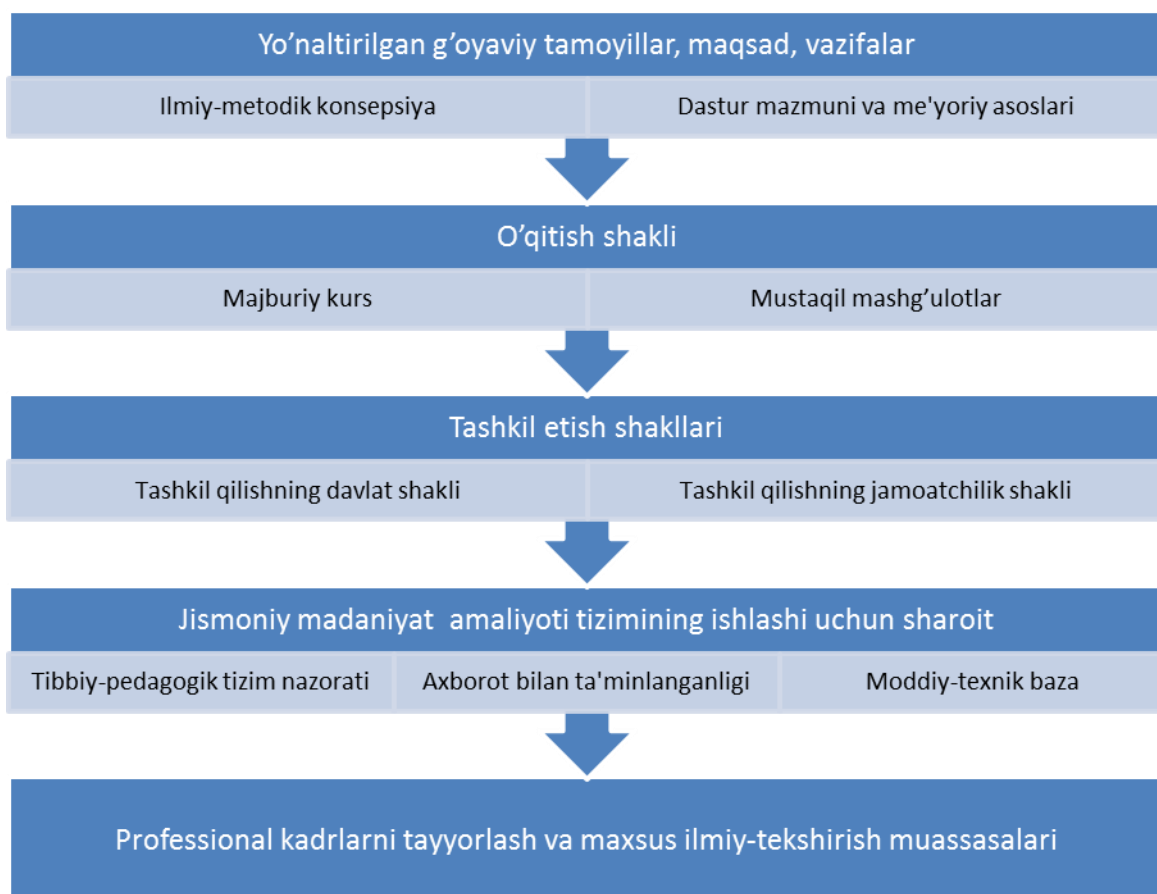 Yo’naltirilgan g’oyaviy tamoyillar, maqsad, vazifalar
Ilmiy-metodik konsepsiya
Dastur mazmuni va me'yoriy asoslari
O’qitish shakli
Majburiy kurs
Mustaqil mashg’ulotlar
Tashkil etish shakllari
Tashkil qilishning davlat shakli
Tashkil qilishning jamoatchilik shakli
Jismoniy madaniyat  amaliyoti tizimining ishlashi uchun sharoit
Tibbiy-pedagogik tizim nazorati
Axborot bilan ta'minlanganligi
Moddiy-texnik baza
Professional kadrlarni tayyorlash va maxsus ilmiy-tekshirish muassasalari